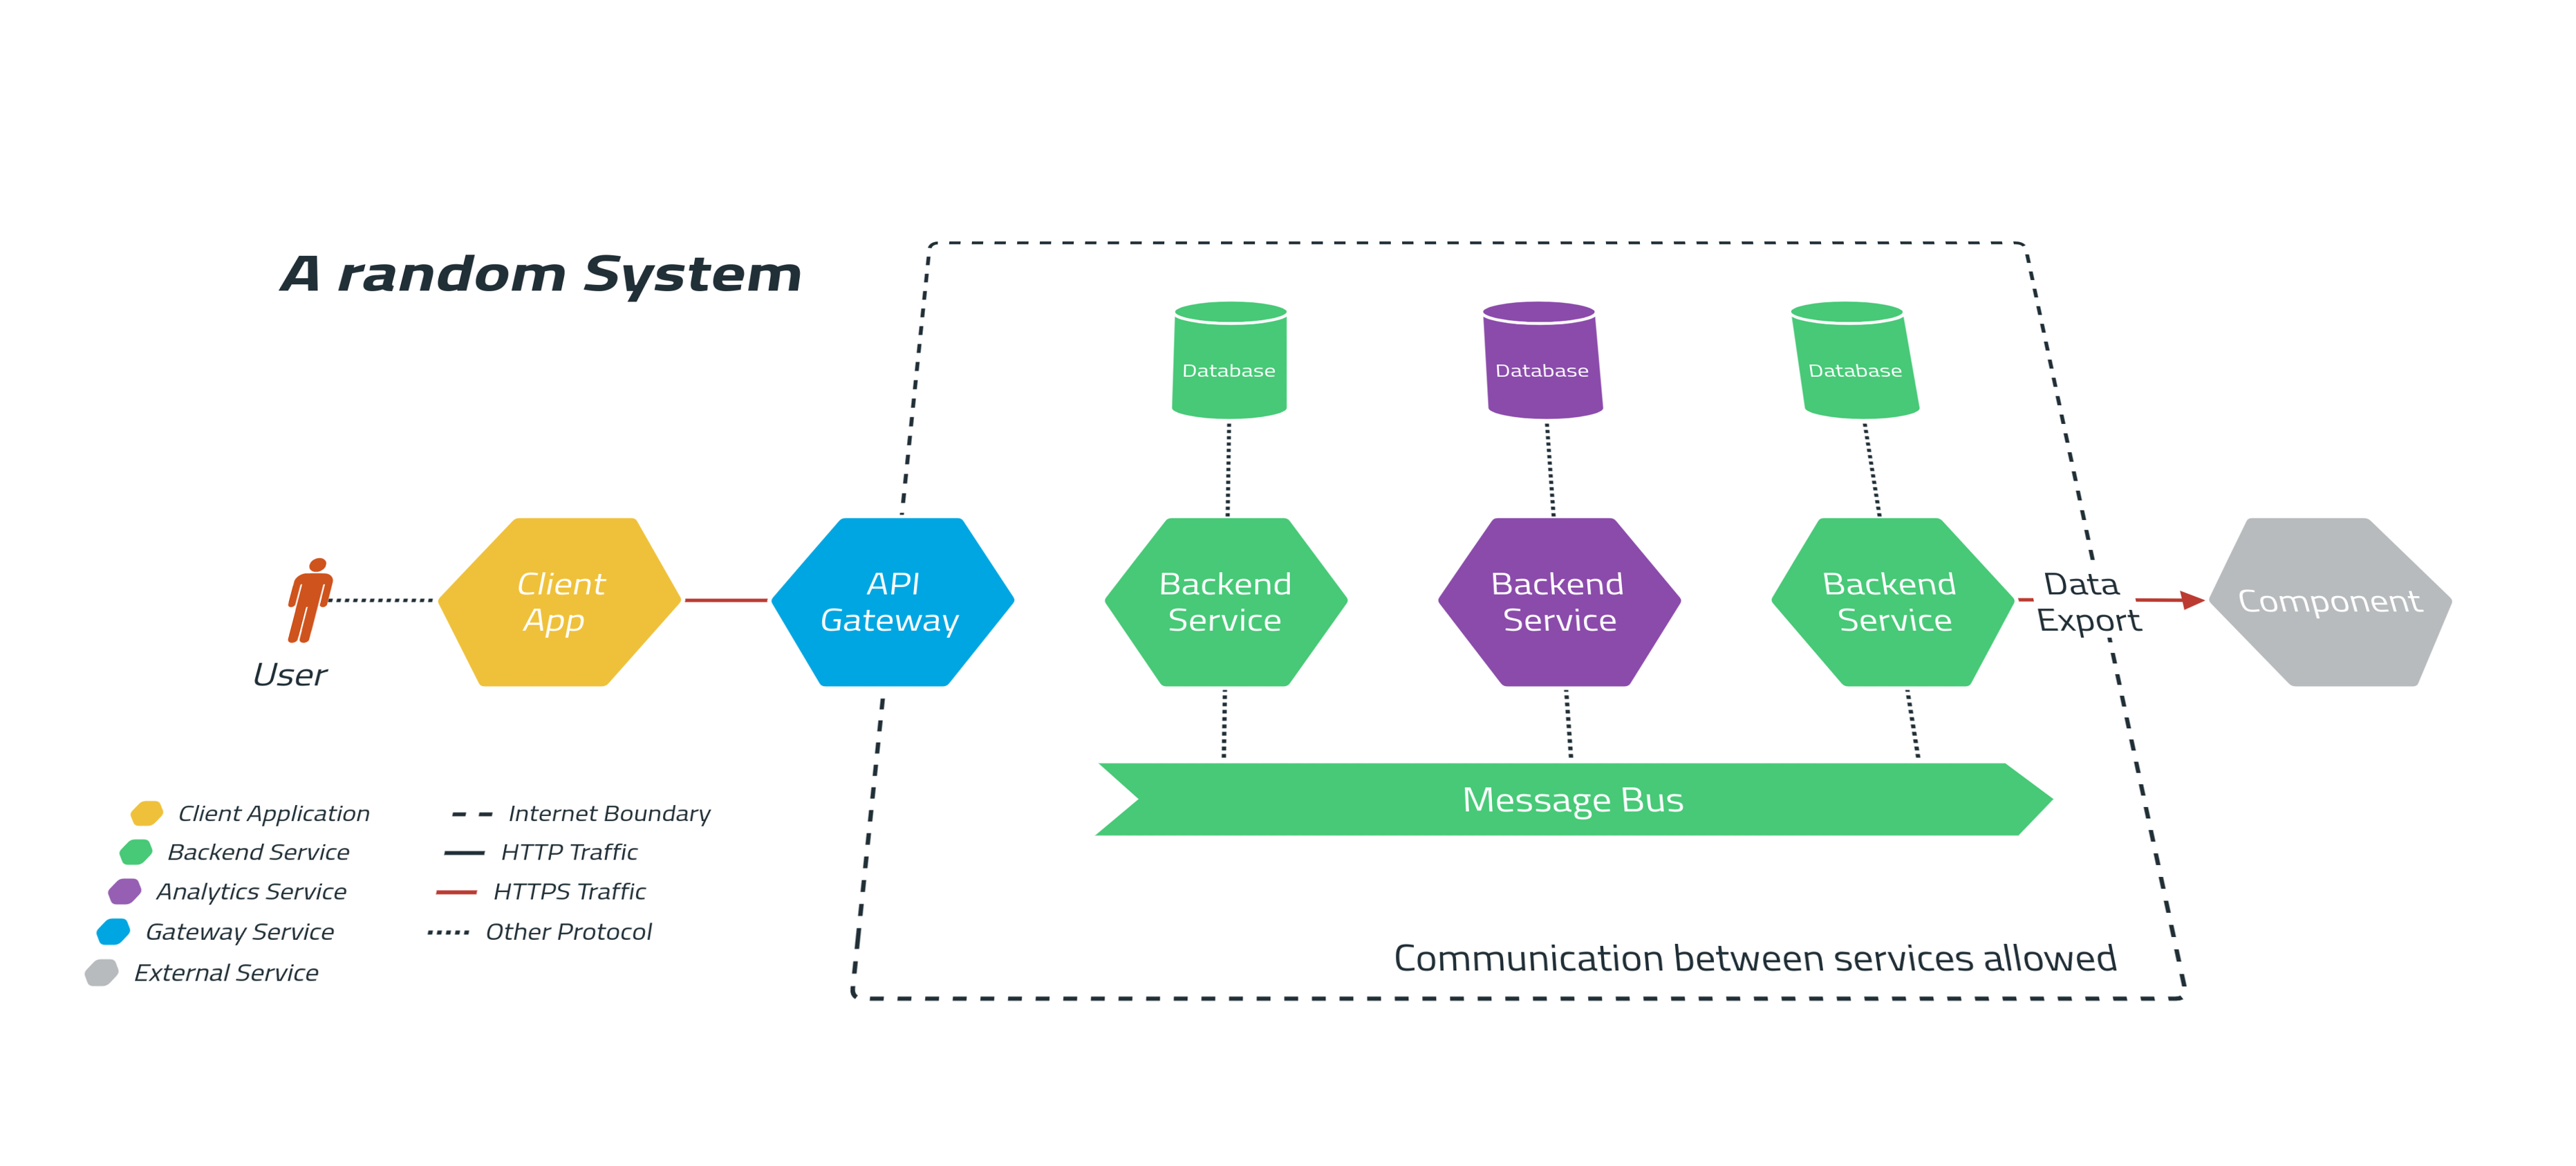 A random System
Database
Database
Database
Client
App
API
Gateway
Backend
Service
Backend
Service
Backend
Service
Data
Export
Component
User
Message Bus
Client Application
Backend Service
Analytics Service
Gateway Service
External Service
Internet Boundary
HTTP Traffic
HTTPS Traffic
Other Protocol
Communication between services allowed